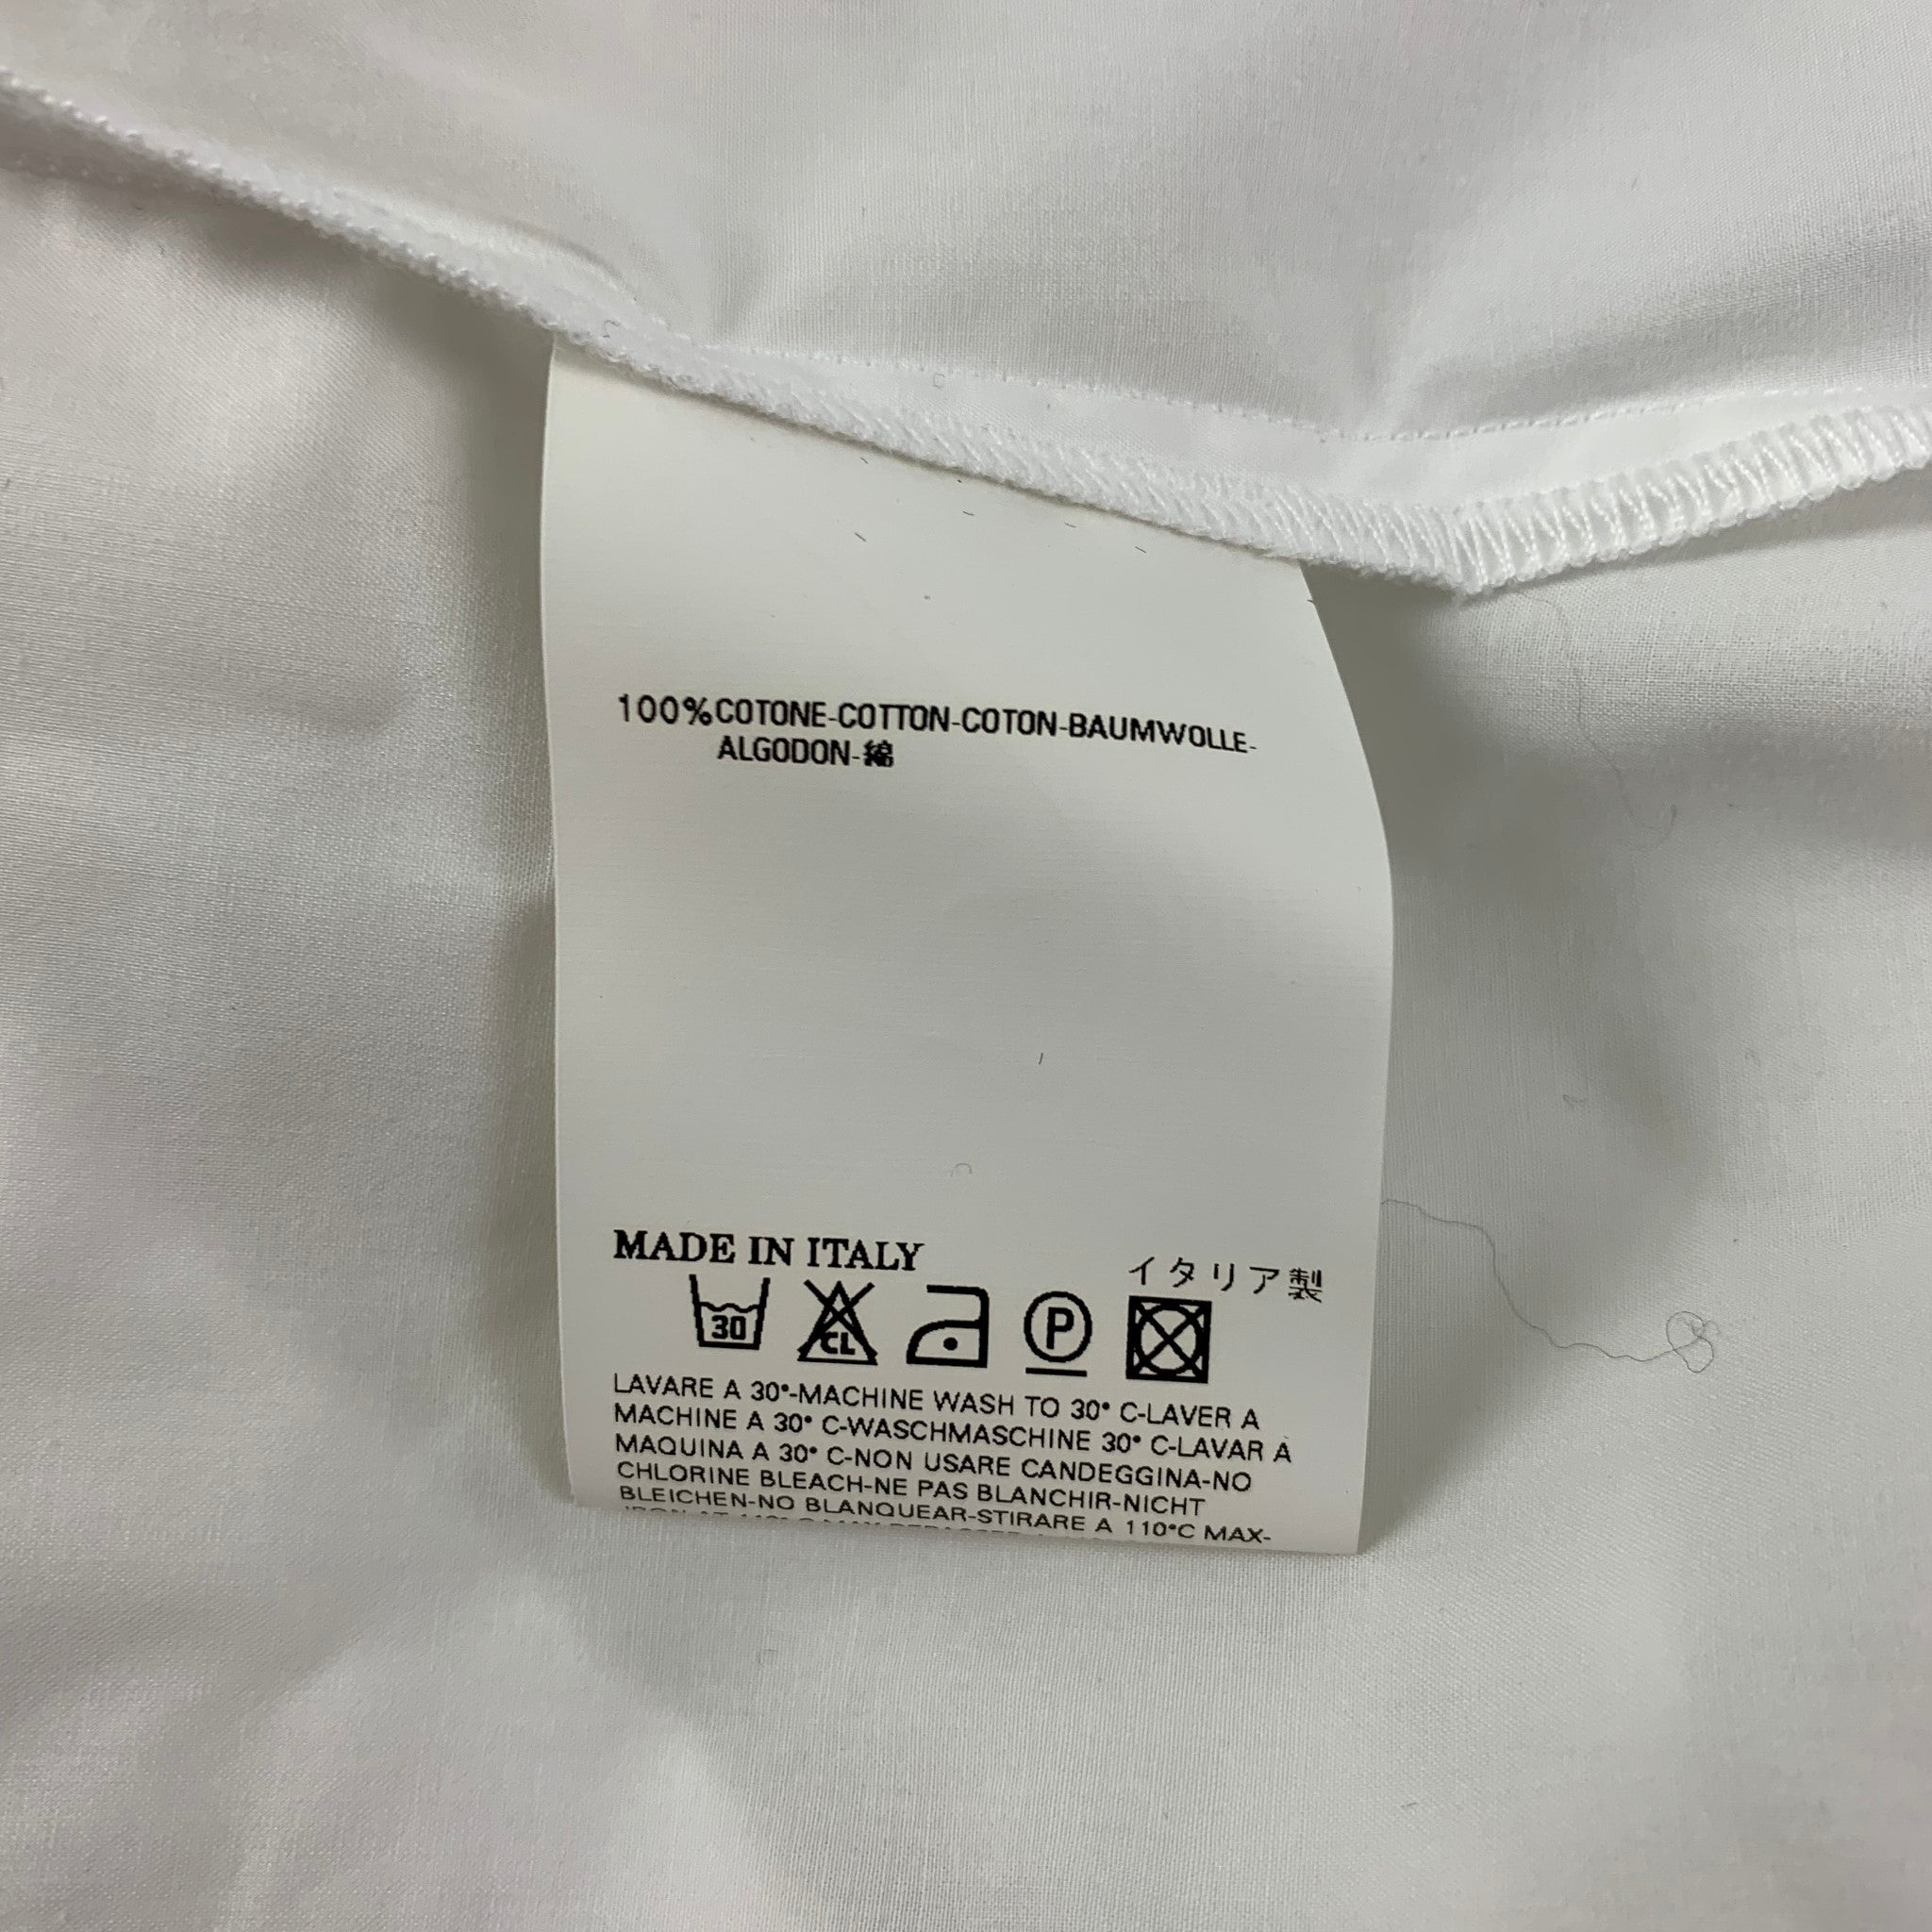 100%COTONE-COTTON-COTON-BAUMWOLLE-
ALGODON-綿
MADE IN ITALY
イタリア製
30 CL P
LAVARE A 30°-MACHINE WASH TO 30° C-LAVER A
MACHINE A 30° C-WASCHMASCHINE 30° C-LAVAR A
MAQUINA A 30° C-NON USARE CANDEGGINA-NO
CHLORINE BLEACH-NE PAS BLANCHIR-NICHT
BLEICHEN-NO BLANQUEAR-STIRARE A 110°C MAX-